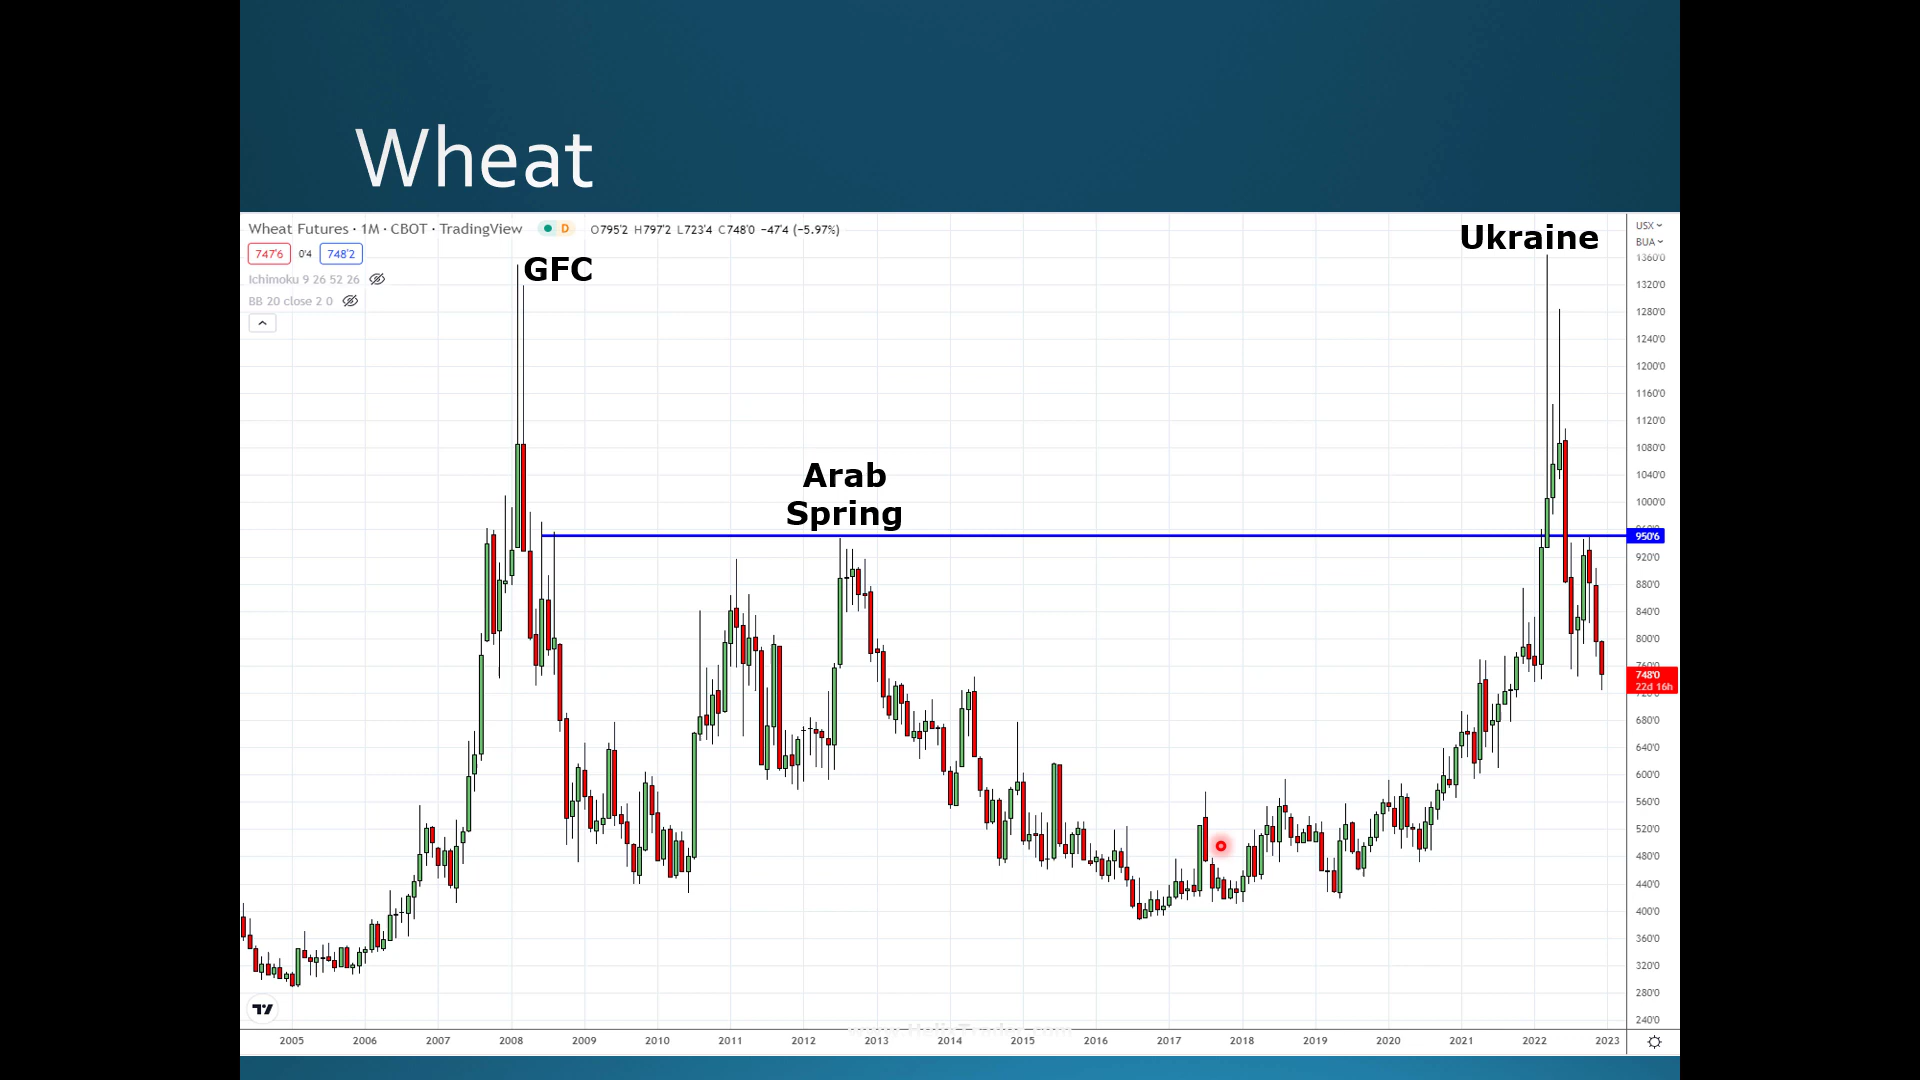 Wheat
Wheat Futures · 1M · CBOT · TradingView D O795'2 H797'2 L723'4 C748'0 −47'4 (−5.97%)
747'6 0'4 748'2
Ichimoku 9 26 52 26
BB 20 close 2 0
GFC
Arab
Spring
Ukraine
USX
BUA
1360'0
1320'0
1280'0
1240'0
1200'0
1160'0
1120'0
1080'0
1040'0
1000'0
960'0
950'6
920'0
880'0
840'0
800'0
760'0
748'0
22d 16h
720'0
680'0
640'0
600'0
560'0
520'0
480'0
440'0
400'0
360'0
320'0
280'0
240'0
2005 2006 2007 2008 2009 2010 2011 2012 2013 2014 2015 2016 2017 2018 2019 2020 2021 2022 2023